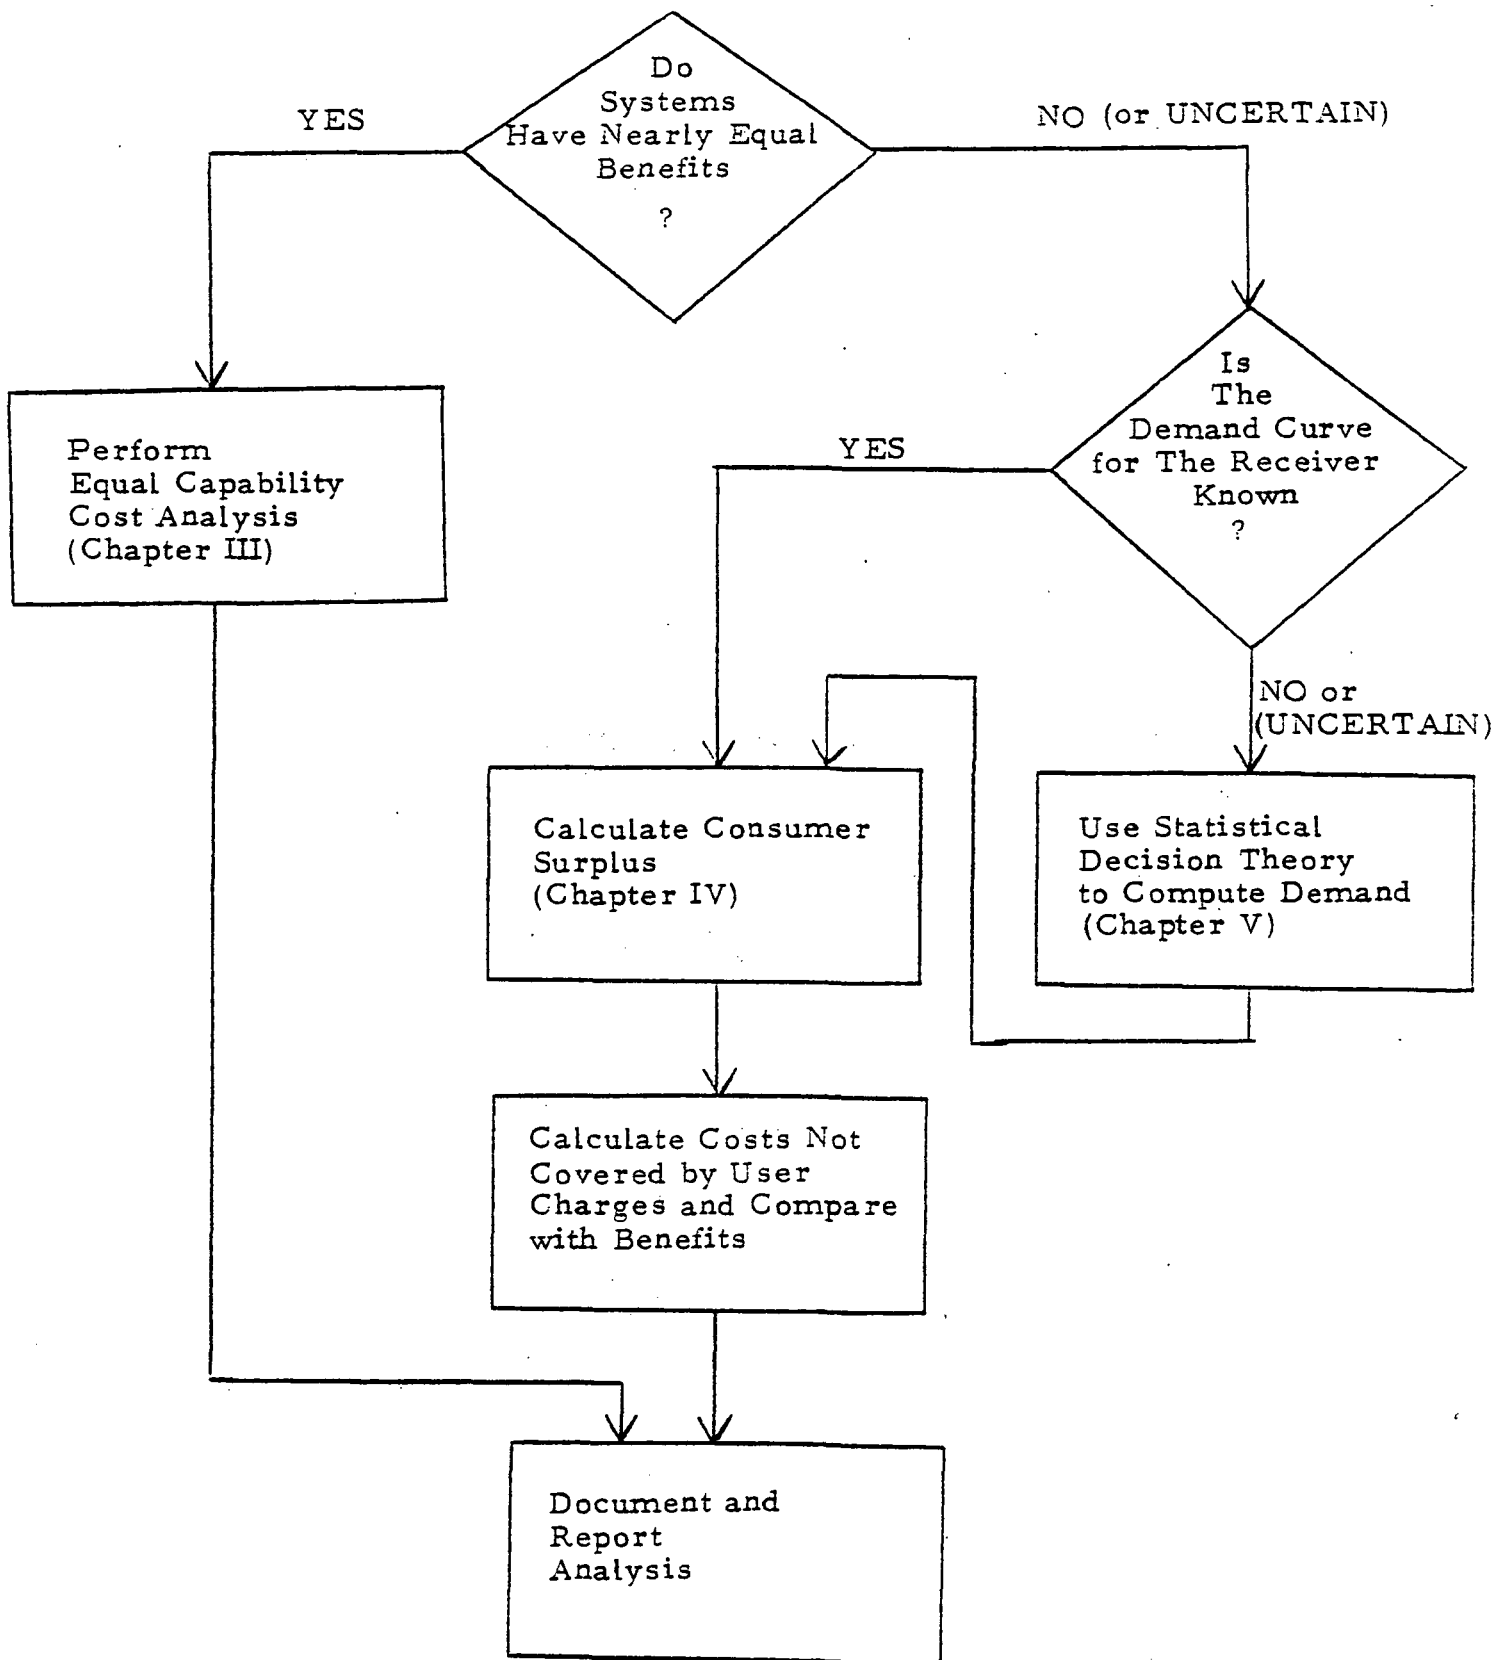 Do
Systems
Have Nearly Equal
Benefits
?
YES
NO (or UNCERTAIN)
Perform
Equal Capability
Cost Analysis
(Chapter III)
Is
The
Demand Curve
for The Receiver
Known
?
YES
NO or
(UNCERTAIN)
Calculate Consumer
Surplus
(Chapter IV)
Use Statistical
Decision Theory
to Compute Demand
(Chapter V)
Calculate Costs Not
Covered by User
Charges and Compare
with Benefits
Document and
Report
Analysis